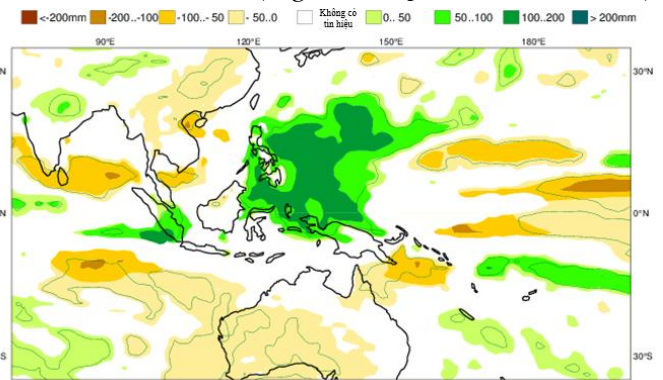 <-200mm -200..-100 -100..- 50 - 50..0 Không có 0.. 50 50..100 100..200 > 200mm
tín hiệu
90°E 120°E 150°E 180°E
N 30°N
N 0°N
S 30°S